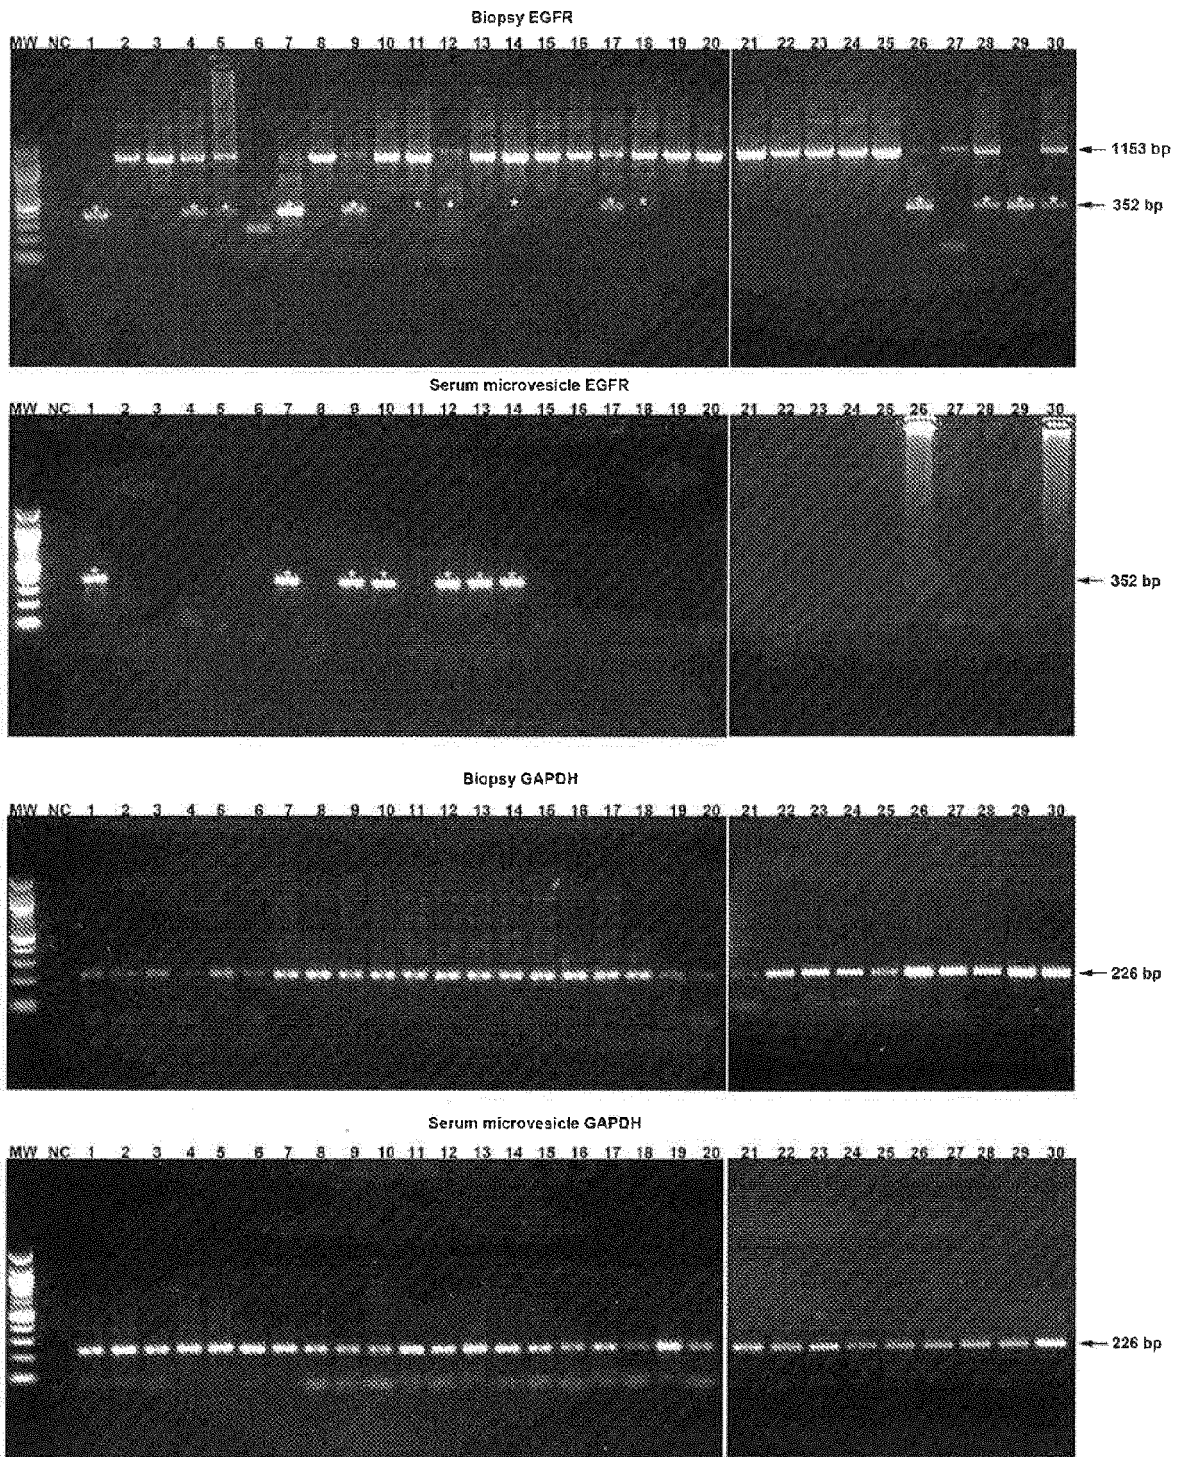 Biopsy EGFR
MW NC 1 2 3 4 5 6 7 8 9 10 11 12 13 14 15 16 17 18 19 20 21 22 23 24 25 26 27 28 29 30
1153 bp
352 bp
Serum microvesicle EGFR
MW NC 1 2 3 4 5 6 7 8 9 10 11 12 13 14 15 16 17 18 19 20 21 22 23 24 25 26 27 28 29 30
352 bp
Biopsy GAPDH
MW NC 1 2 3 4 5 6 7 8 9 10 11 12 13 14 15 16 17 18 19 20 21 22 23 24 25 26 27 28 29 30
226 bp
Serum microvesicle GAPDH
MW NC 1 2 3 4 5 6 7 8 9 10 11 12 13 14 15 16 17 18 19 20 21 22 23 24 25 26 27 28 29 30
226 bp